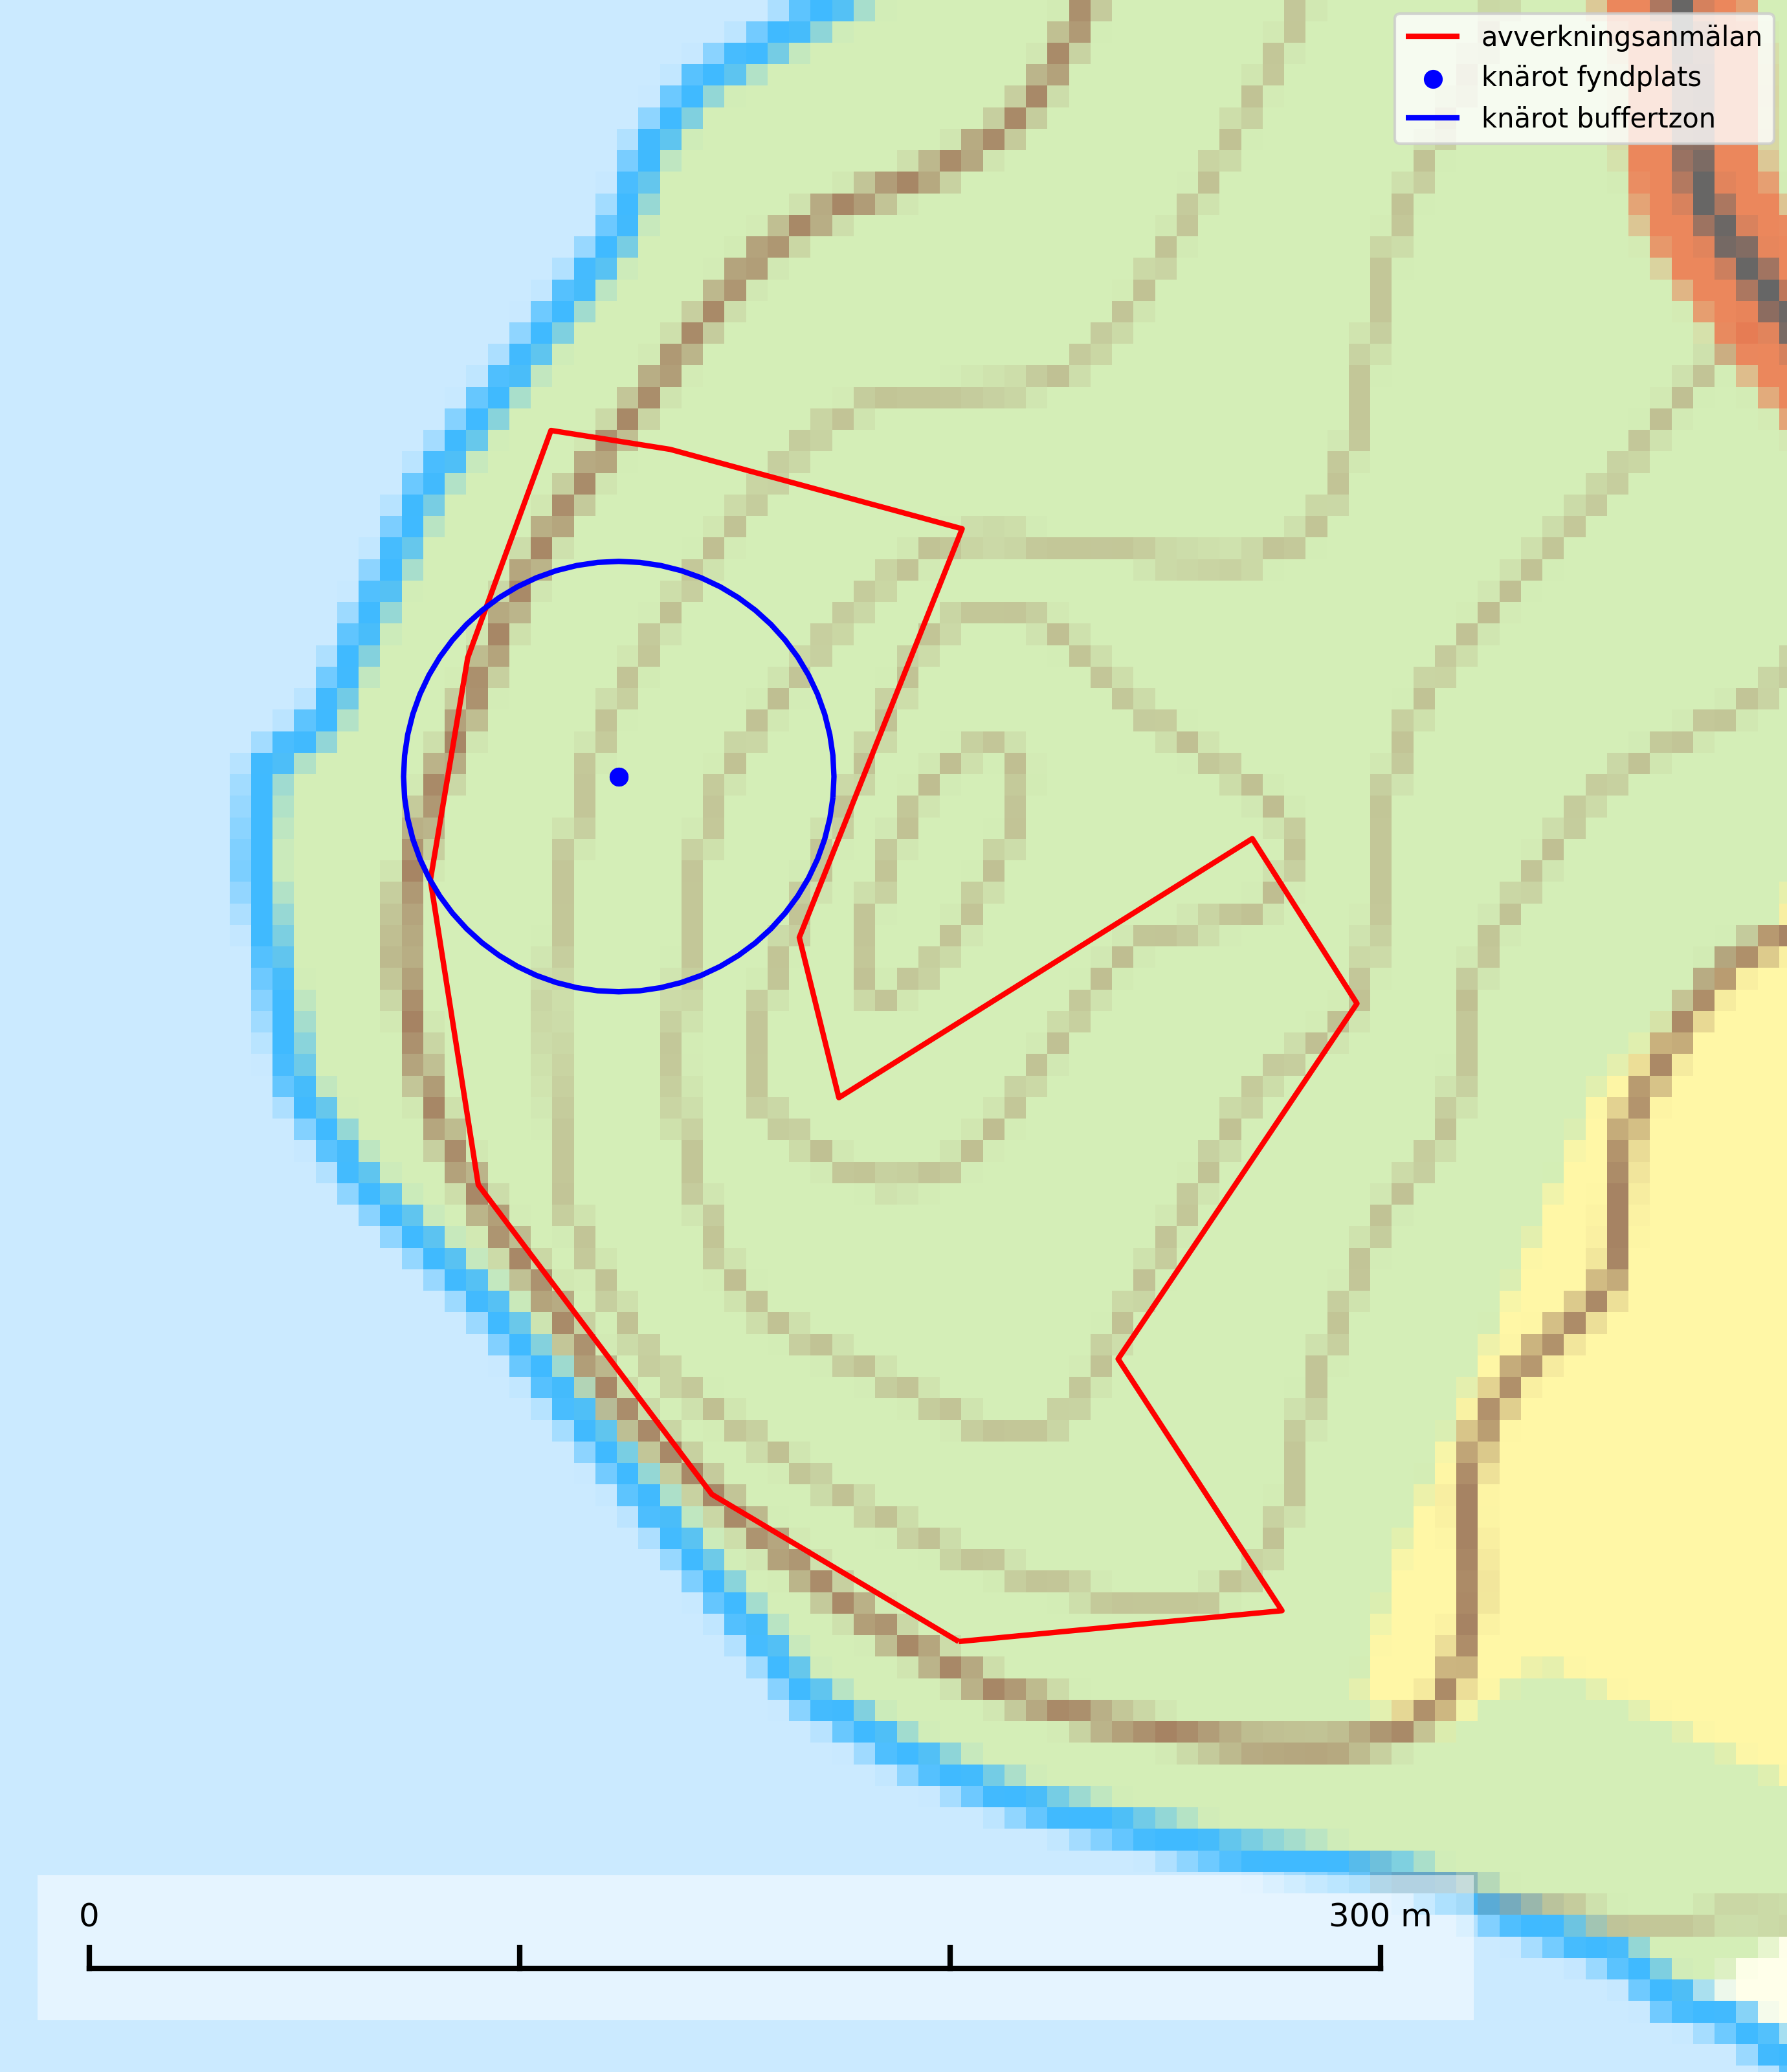 avverkningsanmälan
knärot fyndplats
knärot buffertzon
0
300 m